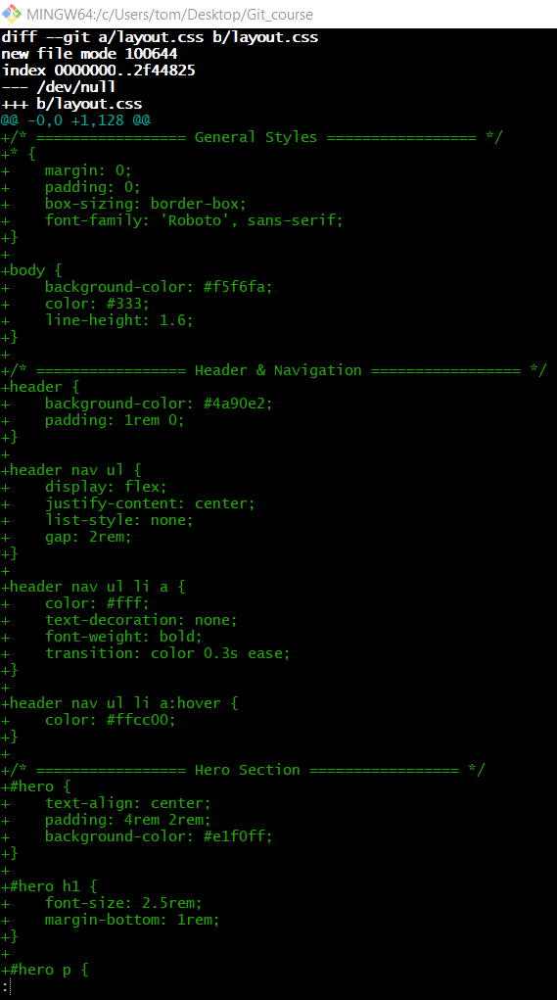 MINGW64:/c/Users/tom/Desktop/Git_course
diff --git a/layout.css b/layout.css
new file mode 100644
index 0000000..2f44825
--- /dev/null
+++ b/layout.css
@@ -0,0 +1,128 @@
+/* ================= General Styles ================= */
+* {
+    margin: 0;
+    padding: 0;
+    box-sizing: border-box;
+    font-family: 'Roboto', sans-serif;
+}
+
+body {
+    background-color: #f5f6fa;
+    color: #333;
+    line-height: 1.6;
+}
+
+/* ================= Header & Navigation ================= */
+header {
+    background-color: #4a90e2;
+    padding: 1rem 0;
+}
+
+header nav ul {
+    display: flex;
+    justify-content: center;
+    list-style: none;
+    gap: 2rem;
+}
+
+header nav ul li a {
+    color: #fff;
+    text-decoration: none;
+    font-weight: bold;
+    transition: color 0.3s ease;
+}
+
+header nav ul li a:hover {
+    color: #ffcc00;
+}
+
+/* ================= Hero Section ================= */
+#hero {
+    text-align: center;
+    padding: 4rem 2rem;
+    background-color: #e1f0ff;
+}
+
+#hero h1 {
+    font-size: 2.5rem;
+    margin-bottom: 1rem;
+}
+
+#hero p {
: